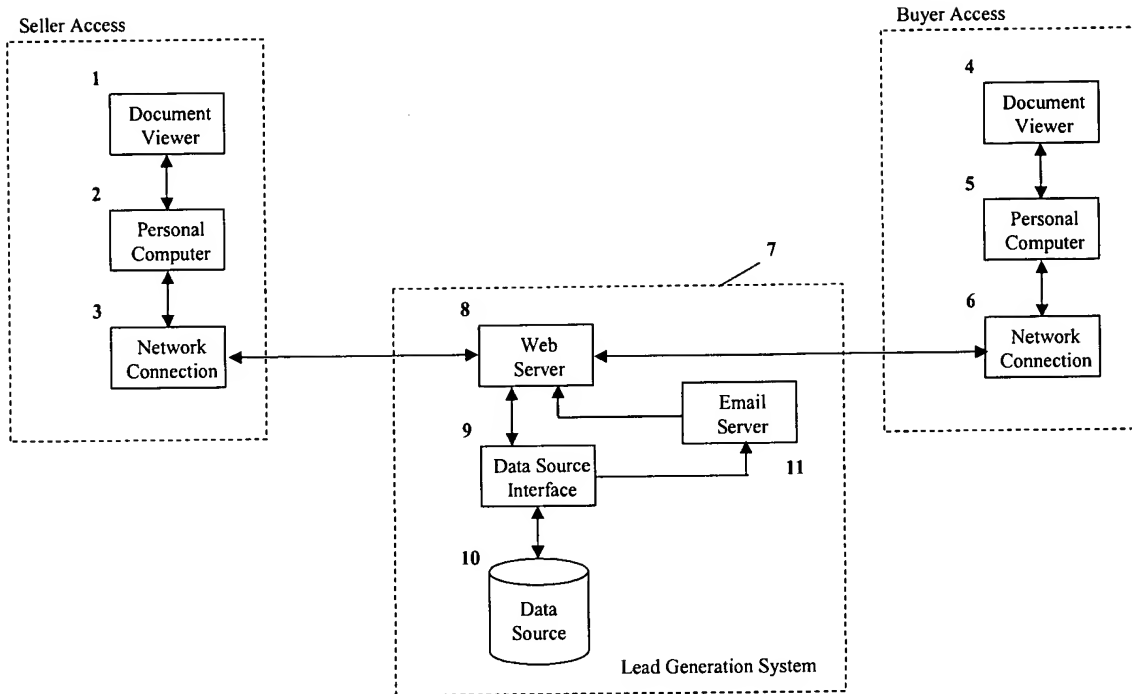 Seller Access
1
Document
Viewer
2
Personal
Computer
3
Network
Connection
Buyer Access
4
Document
Viewer
5
Personal
Computer
6
Network
Connection
7
8
Web
Server
Email
Server
11
9
Data Source
Interface
10
Data
Source
Lead Generation System